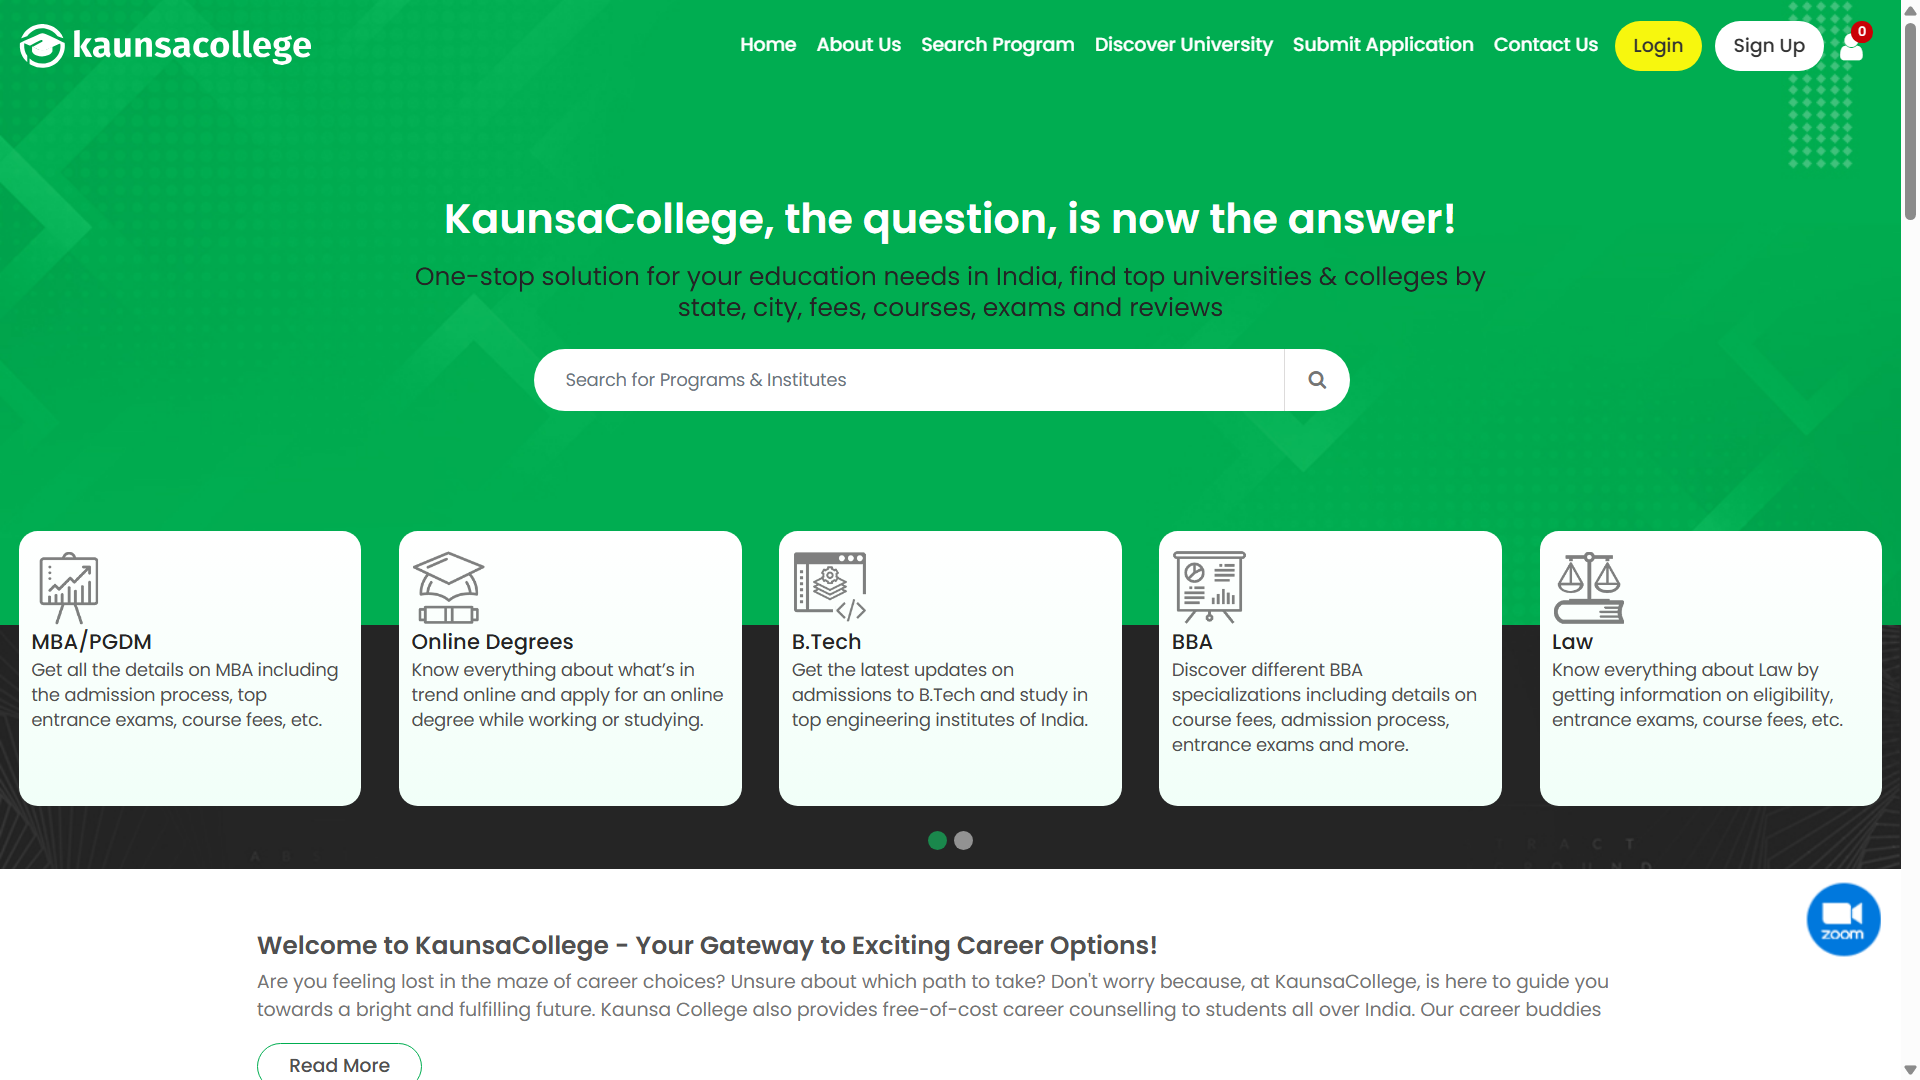 kaunsacollege
Home About Us Search Program Discover University Submit Application Contact Us Login Sign Up 0
KaunsaCollege, the question, is now the answer!
One-stop solution for your education needs in India, find top universities & colleges by
state, city, fees, courses, exams and reviews
Search for Programs & Institutes
MBA/PGDM
Get all the details on MBA including
the admission process, top
entrance exams, course fees, etc.
Online Degrees
Know everything about what’s in
trend online and apply for an online
degree while working or studying.
B.Tech
Get the latest updates on
admissions to B.Tech and study in
top engineering institutes of India.
BBA
Discover different BBA
specializations including details on
course fees, admission process,
entrance exams and more.
Law
Know everything about Law by
getting information on eligibility,
entrance exams, course fees, etc.
zoom
Welcome to KaunsaCollege - Your Gateway to Exciting Career Options!
Are you feeling lost in the maze of career choices? Unsure about which path to take? Don't worry because, at KaunsaCollege, is here to guide you
towards a bright and fulfilling future. Kaunsa College also provides free-of-cost career counselling to students all over India. Our career buddies
Read More